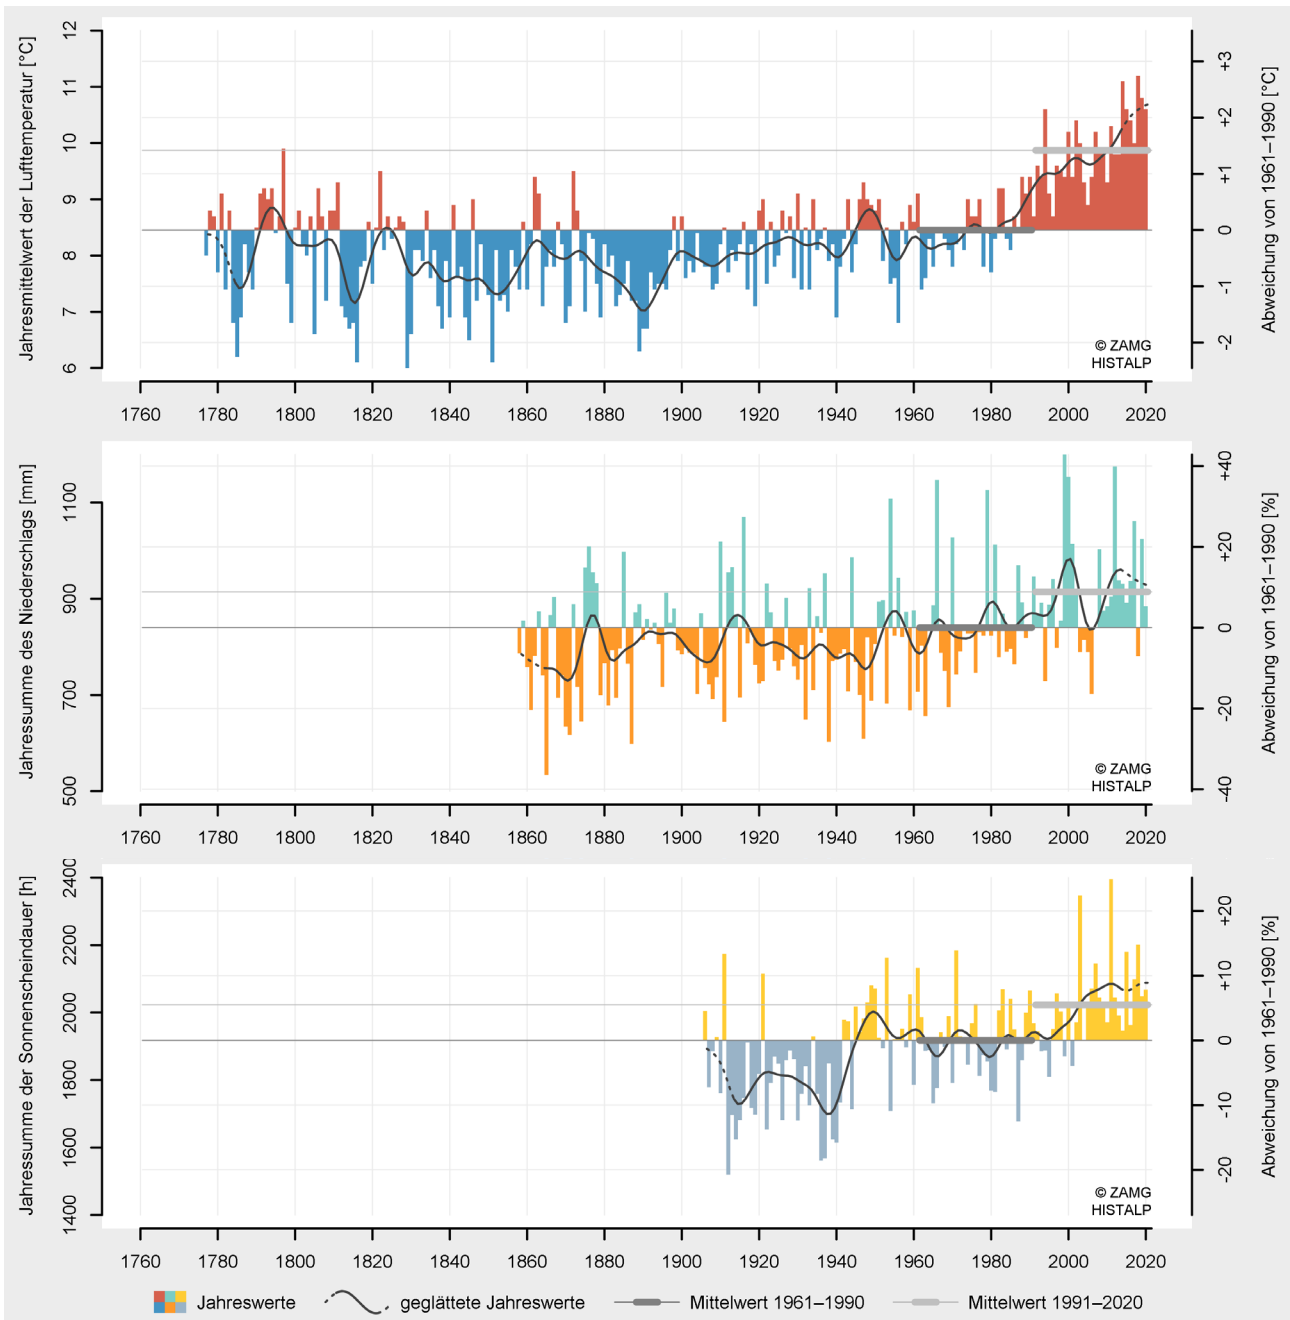 Jahresmittelwert der Lufttemperatur [°C]
12
11
10
9
8
7
6
+3
+2
+1
0
-1
-2
Abweichung von 1961–1990 [°C]
© ZAMG
HISTALP
1760 1780 1800 1820 1840 1860 1880 1900 1920 1940 1960 1980 2000 2020
Jahressumme des Niederschlags [mm]
1100
900
700
500
+40
+20
0
-20
-40
Abweichung von 1961–1990 [%]
© ZAMG
HISTALP
1760 1780 1800 1820 1840 1860 1880 1900 1920 1940 1960 1980 2000 2020
Jahressumme der Sonnenscheindauer [h]
2400
2200
2000
1800
1600
1400
+20
+10
0
-10
-20
Abweichung von 1961–1990 [%]
© ZAMG
HISTALP
1760 1780 1800 1820 1840 1860 1880 1900 1920 1940 1960 1980 2000 2020
Jahreswerte geglättete Jahreswerte Mittelwert 1961–1990 Mittelwert 1991–2020